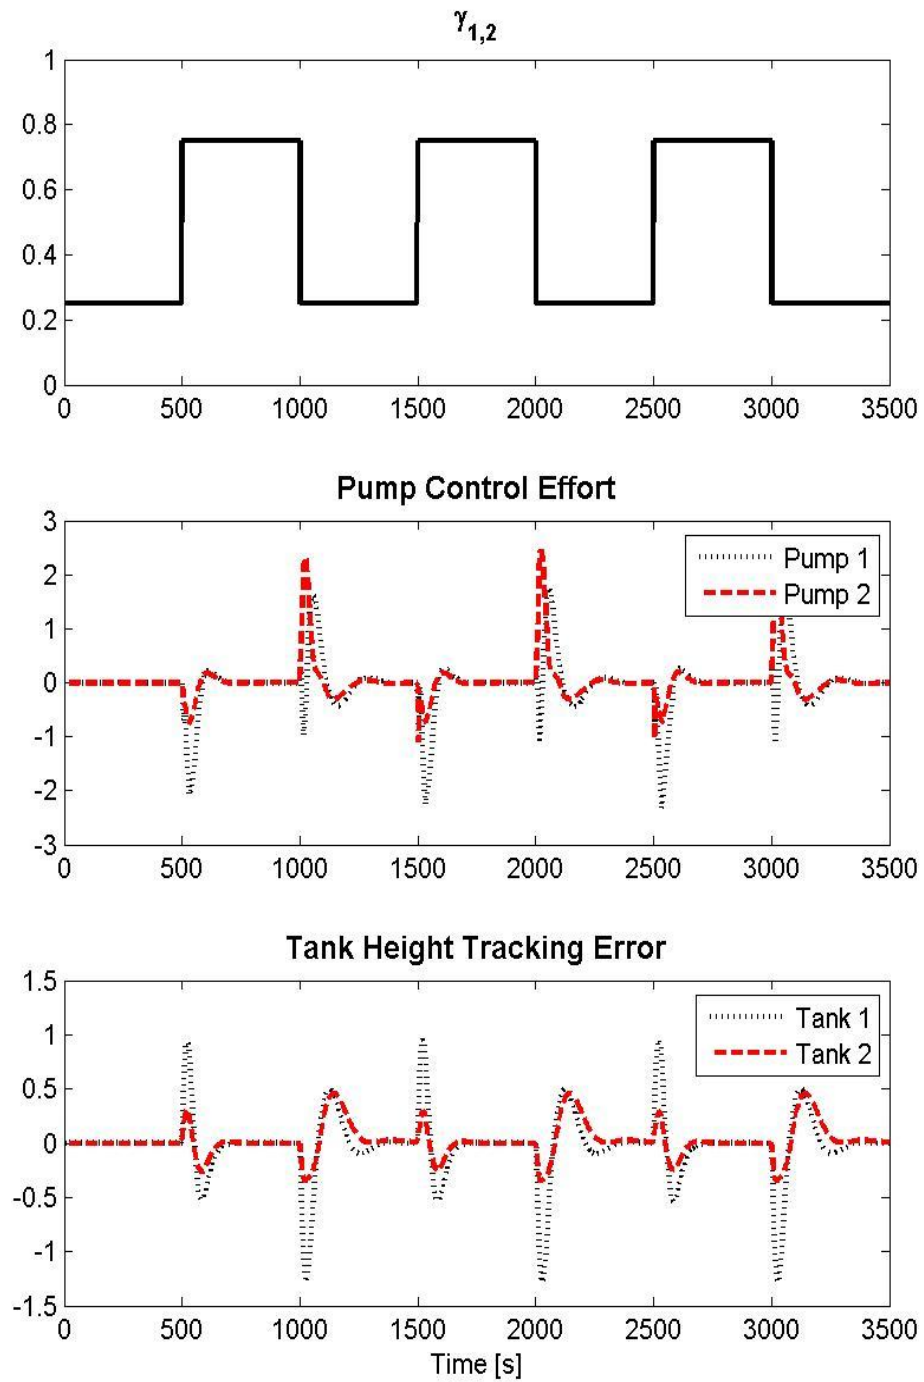 γ1,2
1
0.8
0.6
0.4
0.2
0
0 500 1000 1500 2000 2500 3000 3500
Pump Control Effort
3
2
1
0
-1
-2
-3
Pump 1
Pump 2
0 500 1000 1500 2000 2500 3000 3500
Tank Height Tracking Error
1.5
1
0.5
0
-0.5
-1
-1.5
Tank 1
Tank 2
0 500 1000 1500 2000 2500 3000 3500
Time [s]